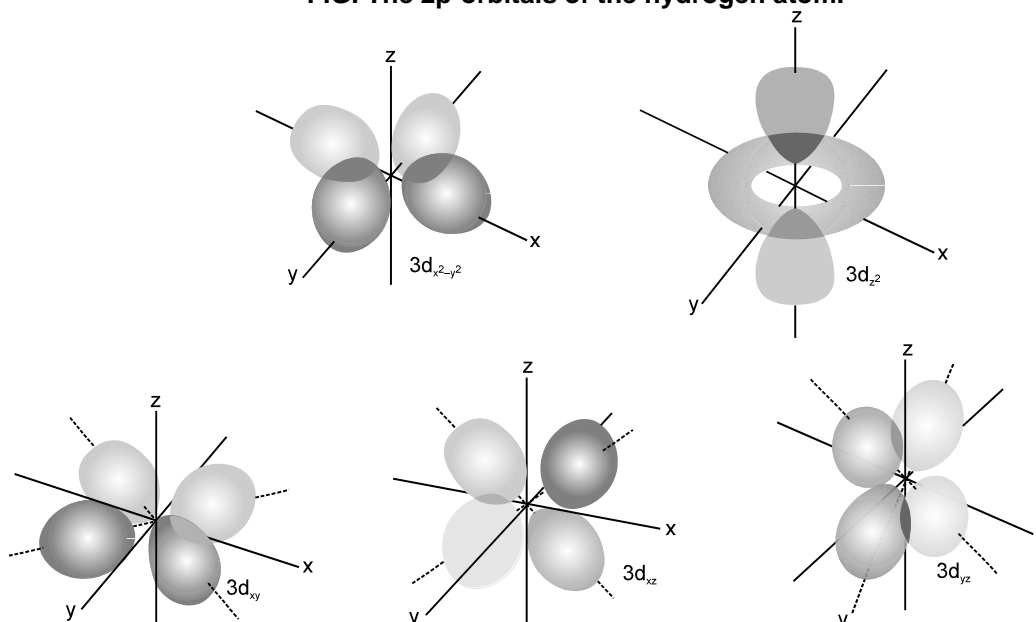 FIG. The 2p orbitals of the hydrogen atom.
z
z
x
y
3dx²–y²
x
y
3dz²
z
x
y
3dxy
z
x
y
3dxz
z
y
3dyz